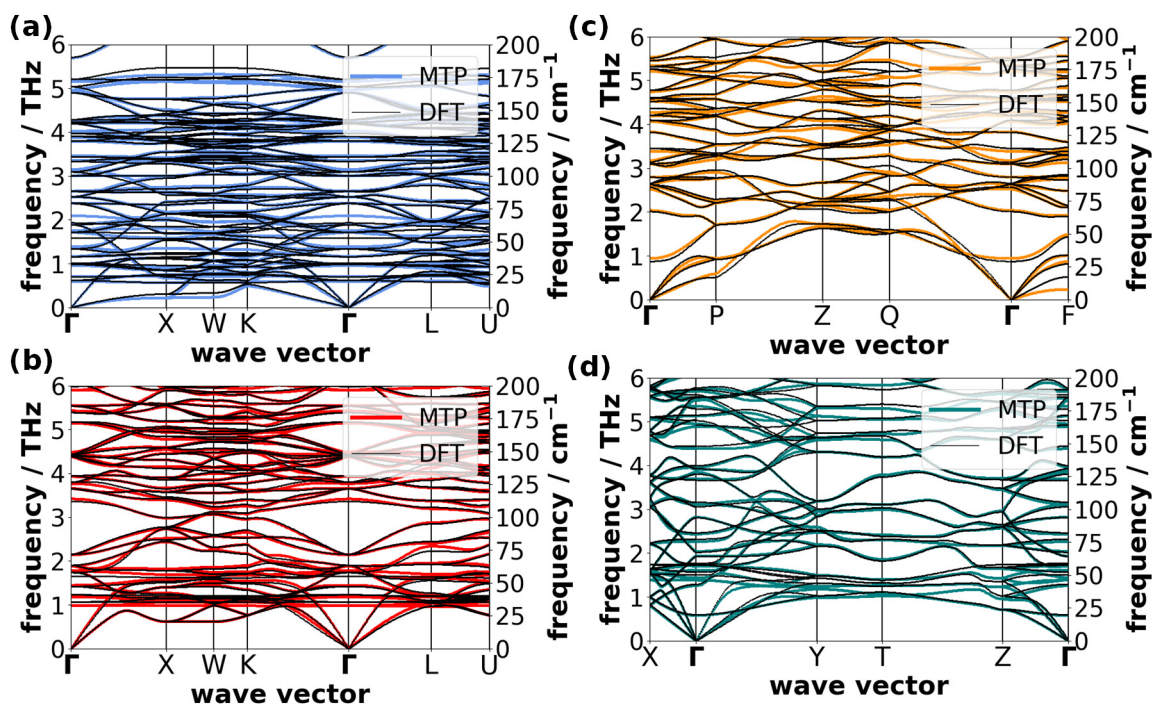 (a)
frequency / THz
6
5
4
3
2
1
0
MTP
DFT
200
175
150
125
100
75
50
25
0
frequency / cm⁻¹
Γ X W K Γ L U
wave vector
(c)
frequency / THz
6
5
4
3
2
1
0
MTP
DFT
200
175
150
125
100
75
50
25
0
frequency / cm⁻¹
Γ P Z Q Γ F
wave vector
(b)
frequency / THz
6
5
4
3
2
1
0
MTP
DFT
200
175
150
125
100
75
50
25
0
frequency / cm⁻¹
Γ X W K Γ L U
wave vector
(d)
frequency / THz
6
5
4
3
2
1
0
MTP
DFT
200
175
150
125
100
75
50
25
0
frequency / cm⁻¹
X Γ Y T Z Γ
wave vector